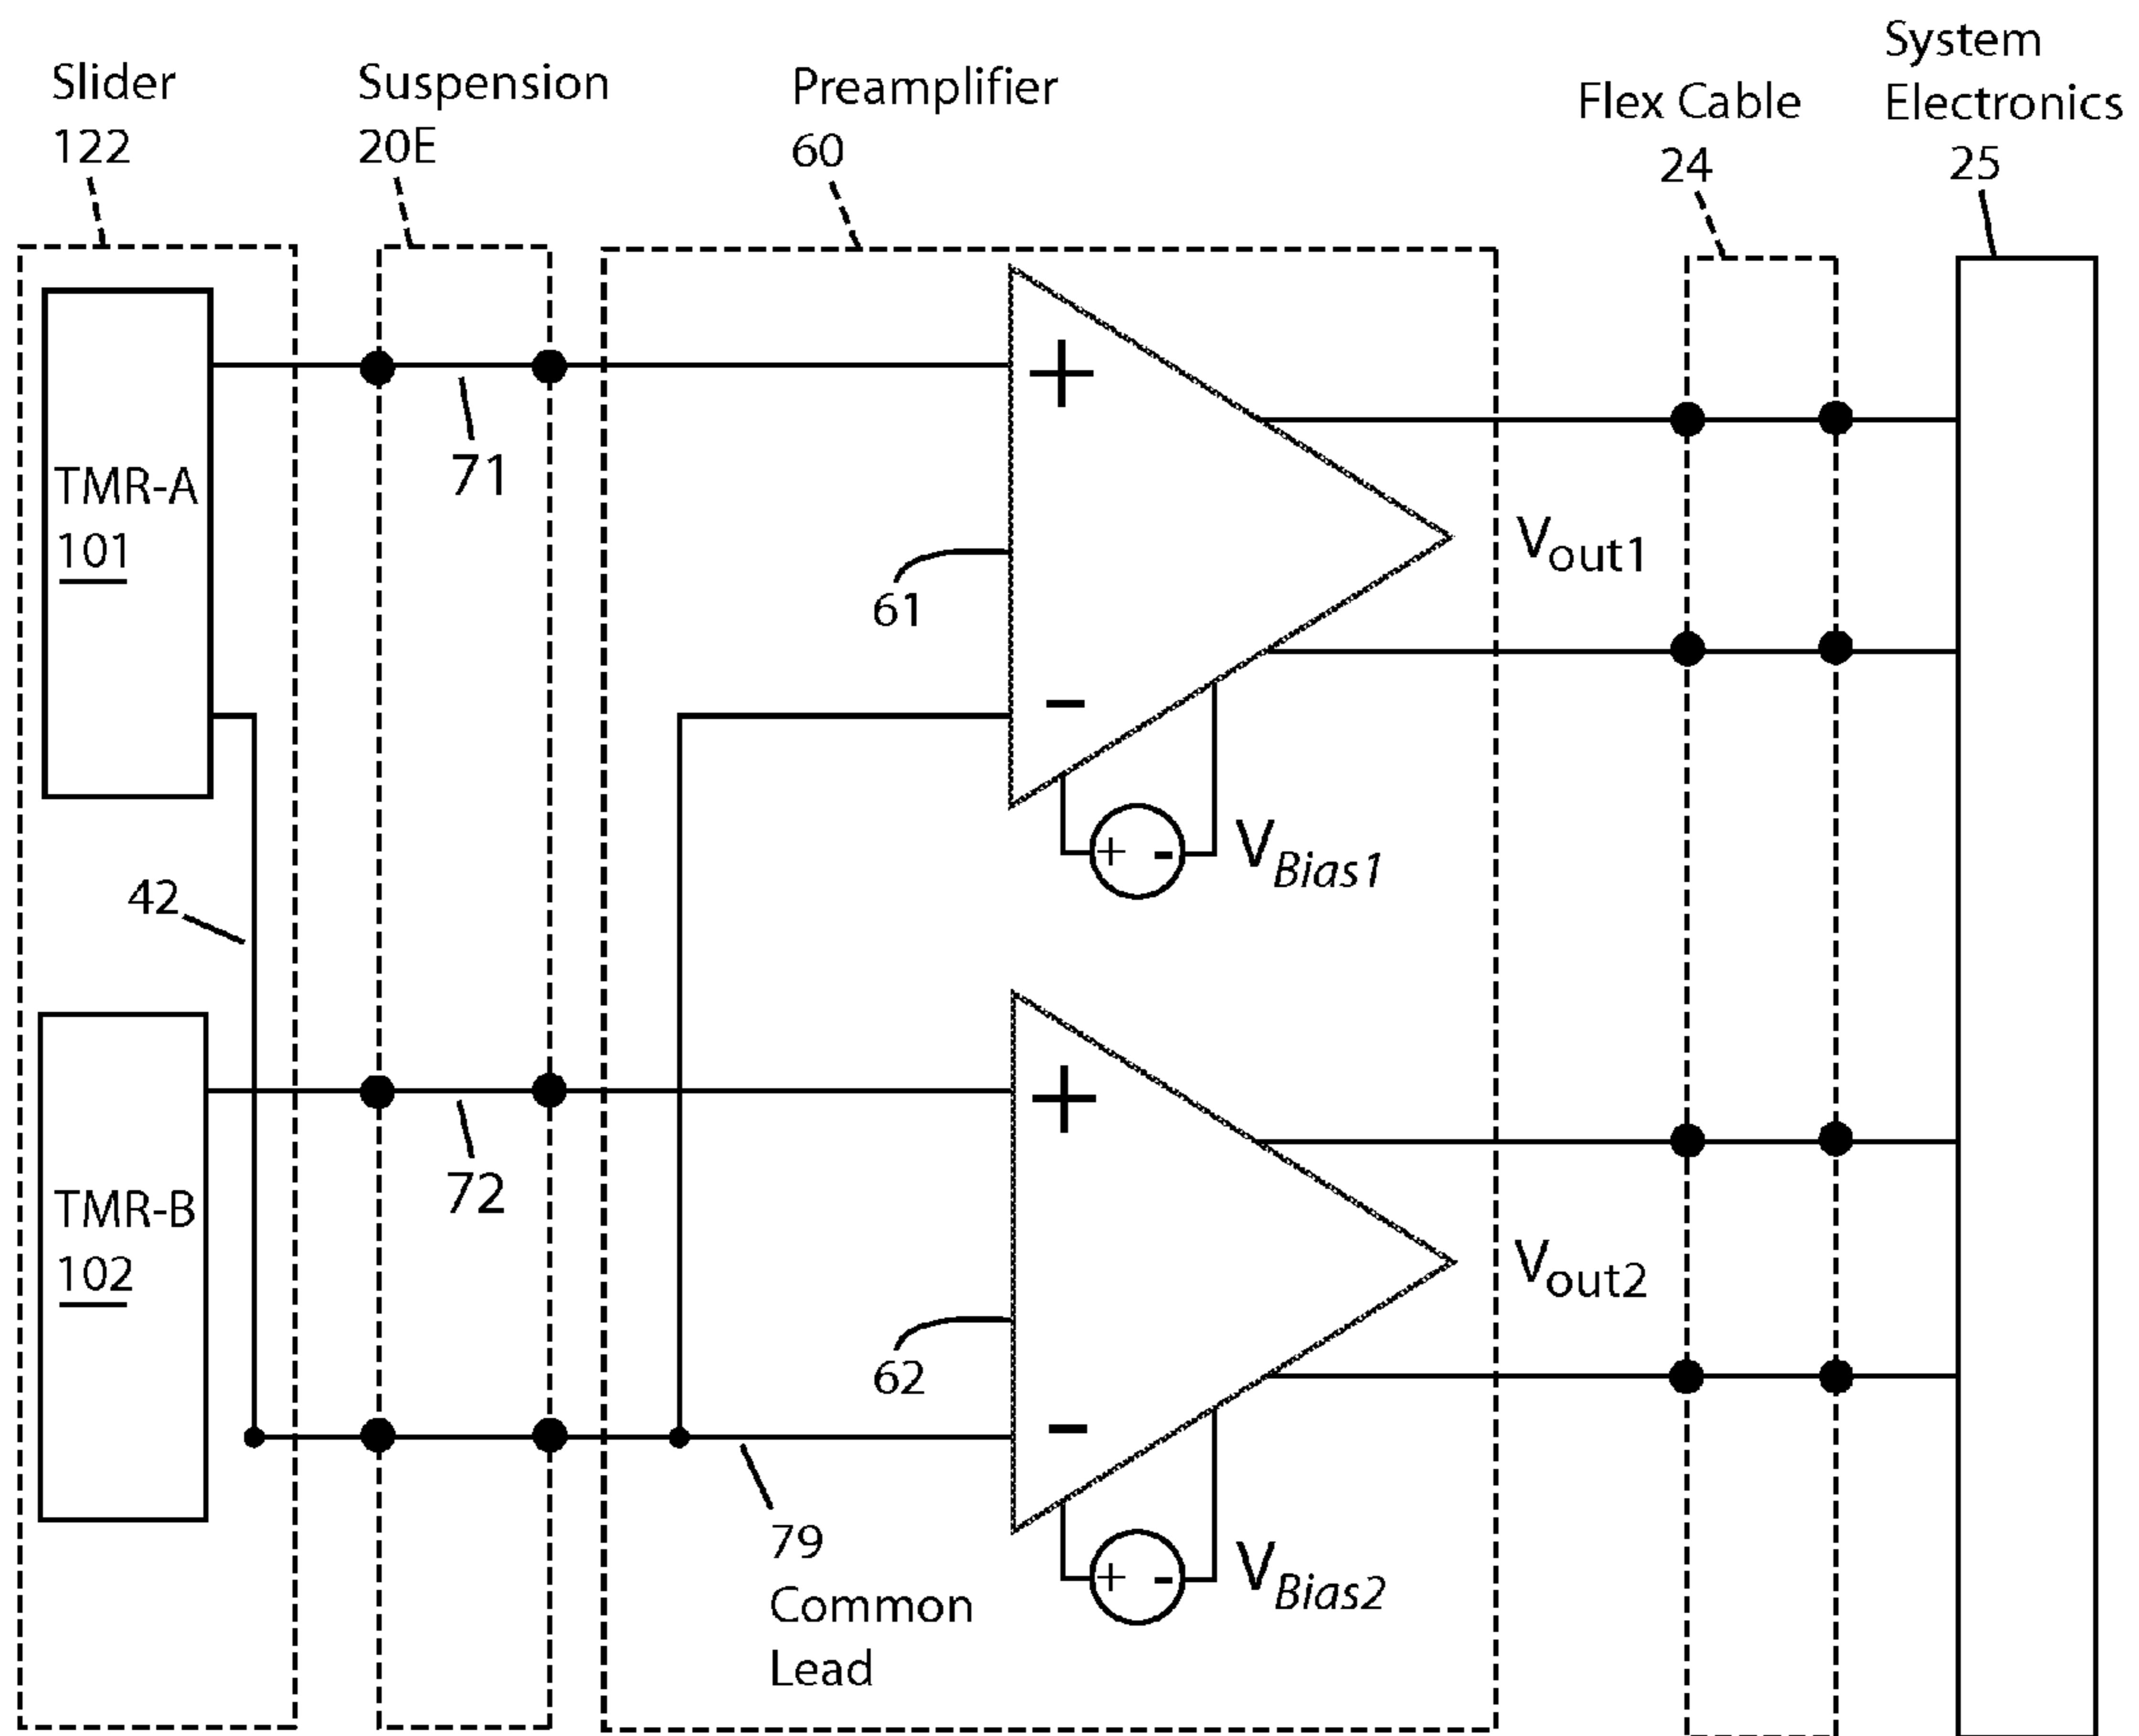 Slider
122
Suspension
20E
Preamplifier
60
Flex Cable
24
System
Electronics
25
TMR-A
101
71
+
61
-
Vout1
+ -
VBias1
42
TMR-B
102
72
+
62
-
Vout2
79
Common
Lead
+ -
VBias2